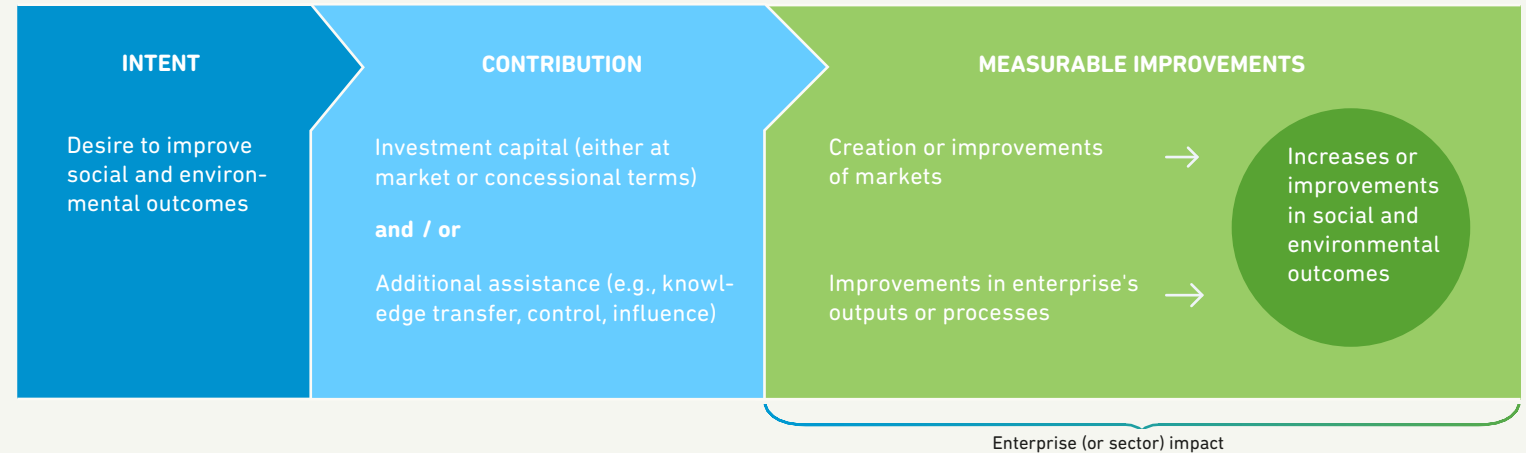 INTENT
Desire to improve
social and environ-
mental outcomes
CONTRIBUTION
Investment capital (either at
market or concessional terms)
and / or
Additional assistance (e.g., knowl-
edge transfer, control, influence)
MEASURABLE IMPROVEMENTS
Creation or improvements
of markets
→
Improvements in enterprise's
outputs or processes
→
Increases or
improvements
in social and
environmental
outcomes
Enterprise (or sector) impact